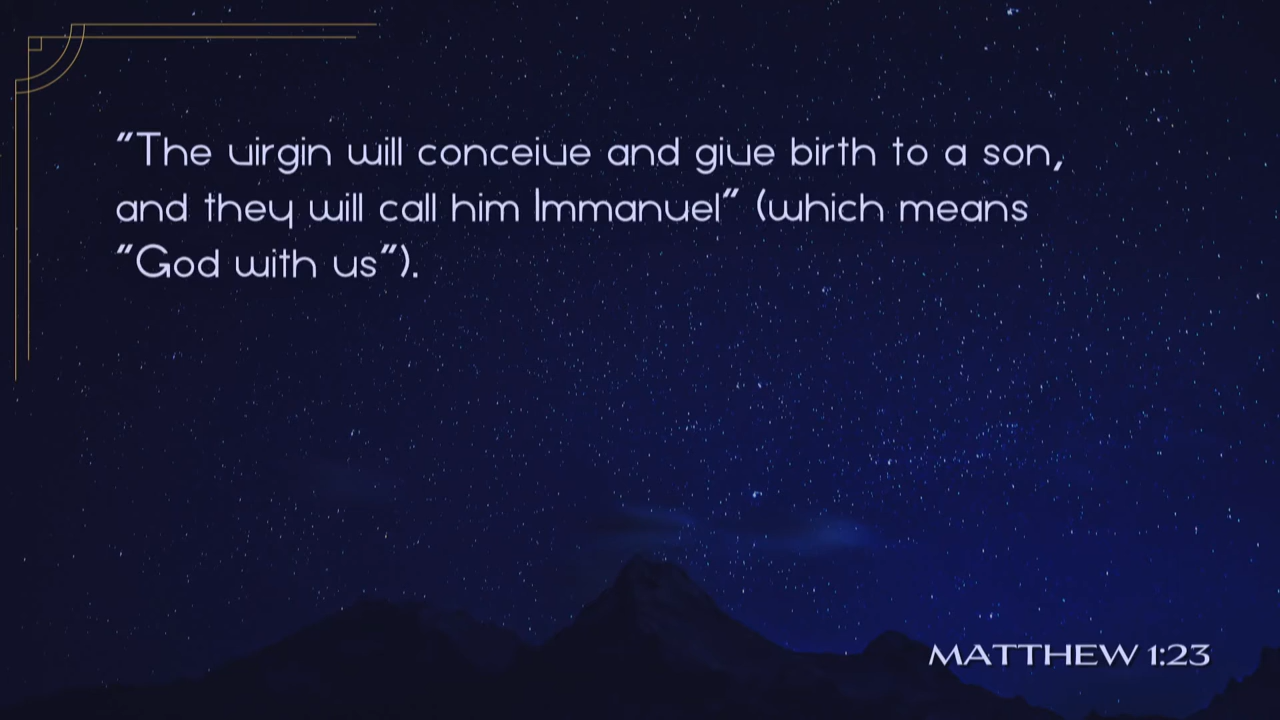 “The virgin will conceive and give birth to a son,
and they will call him Immanuel” (which means
“God with us”).
MATTHEW 1:23